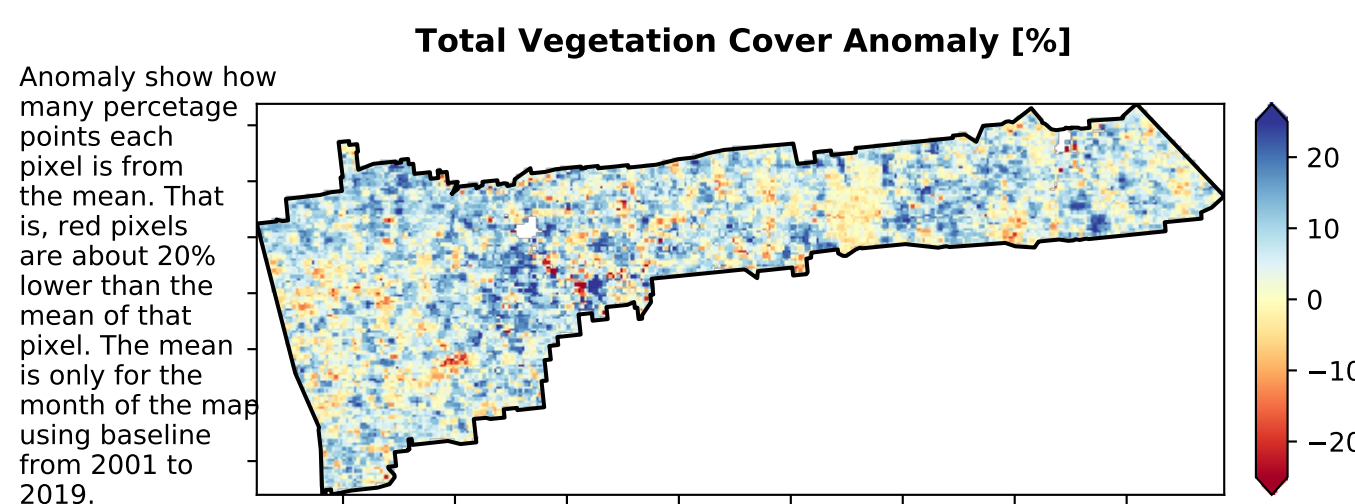 Total Vegetation Cover Anomaly [%]
Anomaly show how
many percetage
points each
pixel is from
the mean. That
is, red pixels
are about 20%
lower than the
mean of that
pixel. The mean
is only for the
month of the map
using baseline
from 2001 to
2019.
20
10
0
−10
−20